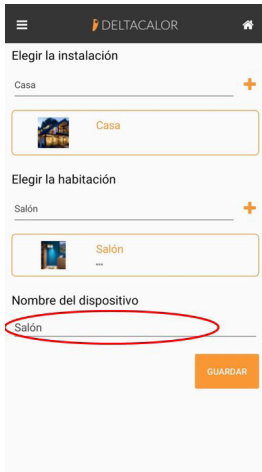 DELTACALOR
Elegir la instalación
Casa
Casa
Elegir la habitación
Salón
Salón
...
Nombre del dispositivo
Salón
GUARDAR